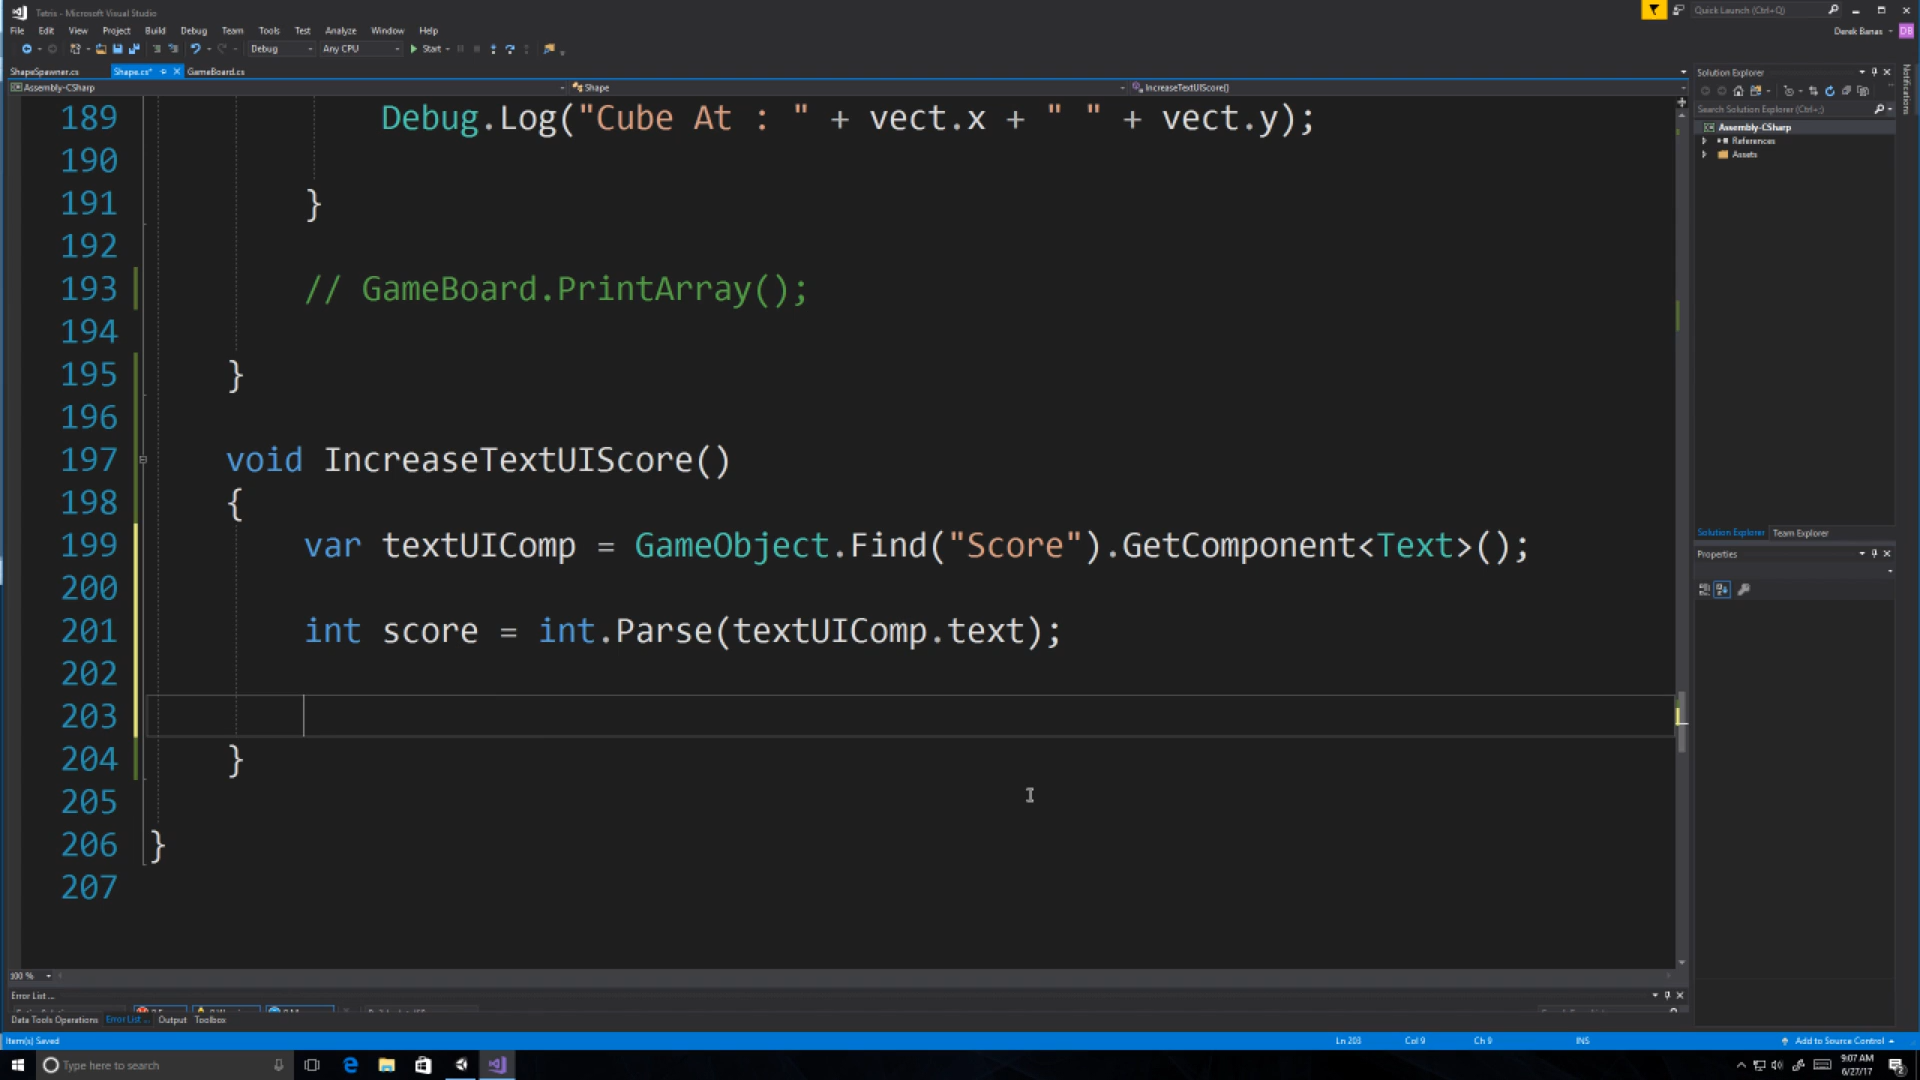 Tetris - Microsoft Visual Studio
Quick Launch (Ctrl+Q)
File Edit View Project Build Debug Team Tools Test Analyze Window Help
Derek Banas DB
Debug Any CPU Start
ShapeSpawner.cs Shape.cs* GameBoard.cs
Assembly-CSharp Shape IncreaseTextUIScore()
189 Debug.Log("Cube At : " + vect.x + " " + vect.y);
190
191 }
192
193 // GameBoard.PrintArray();
194
195 }
196
197 void IncreaseTextUIScore()
198 {
199 var textUIComp = GameObject.Find("Score").GetComponent<Text>();
200
201 int score = int.Parse(textUIComp.text);
202
203
204 }
205
206 }
207
Solution Explorer
Search Solution Explorer (Ctrl+;)
Assembly-CSharp
References
Assets
Solution Explorer Team Explorer
Properties
Notifications
100 %
Error List ...
Data Tools Operations Error List ... Output Toolbox
Item(s) Saved Ln 203 Col 9 Ch 9 INS Add to Source Control
Type here to search
9:07 AM
6/27/17